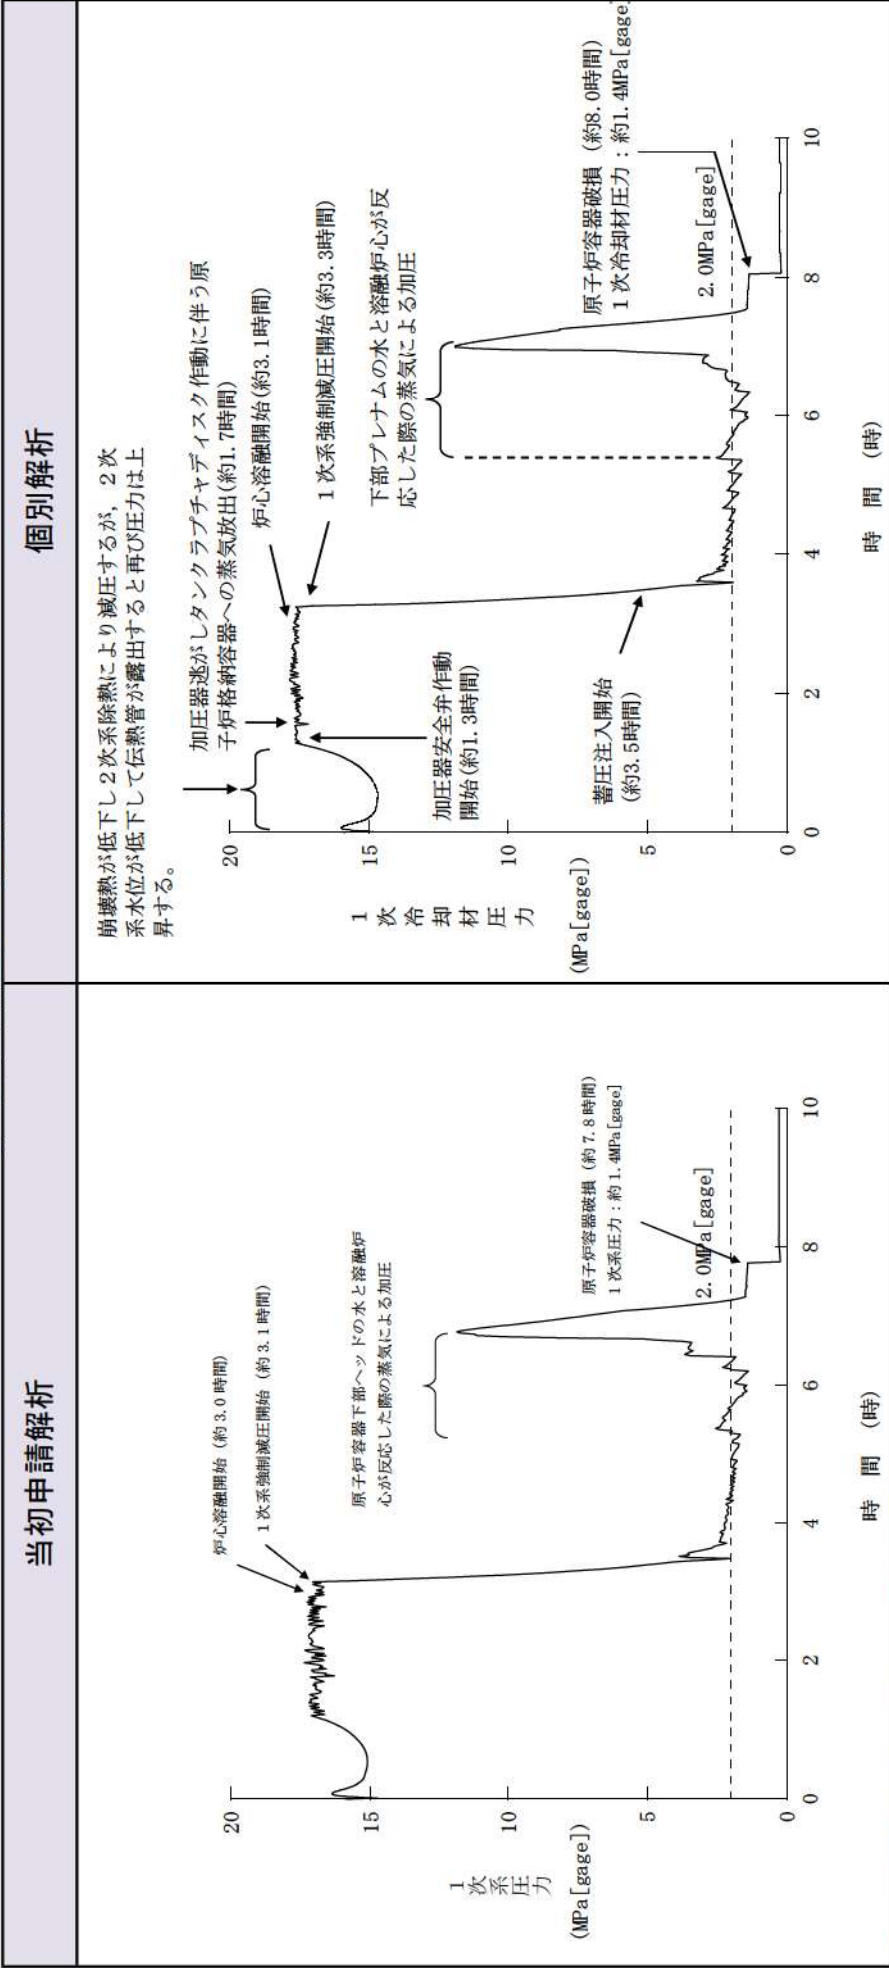 当初申請解析
個別解析
20
15
10
5
0
1次系圧力
(MPa[gage])
炉心溶融開始（約3.0時間）
1次系強制減圧開始（約3.1時間）
原子炉容器下部ヘッドの水と溶融炉
心が反応した際の蒸気による加圧
原子炉容器破損（約7.8時間）
1次系圧力：約1.4MPa[gage]
2.0MPa[gage]
0
2
4
6
8
10
時 間 (時)
崩壊熱が低下し２次系除熱により減圧するが，２次
系水位が低下して伝熱管が露出すると再び圧力は上
昇する。
20
15
10
5
0
1次冷却材圧力
(MPa[gage])
加圧器逃がしタンクラプチャディスク作動に伴う原
子炉格納容器への蒸気放出(約1.7時間)
炉心溶融開始(約3.1時間)
１次系強制減圧開始(約3.3時間)
下部プレナムの水と溶融炉心が反
応した際の蒸気による加圧
加圧器安全弁作動
開始(約1.3時間)
蓄圧注入開始
(約3.5時間)
原子炉容器破損（約8.0時間）
１次冷却材圧力：約1.4MPa[gage]
2.0MPa[gage]
0
2
4
6
8
10
時 間 (時)